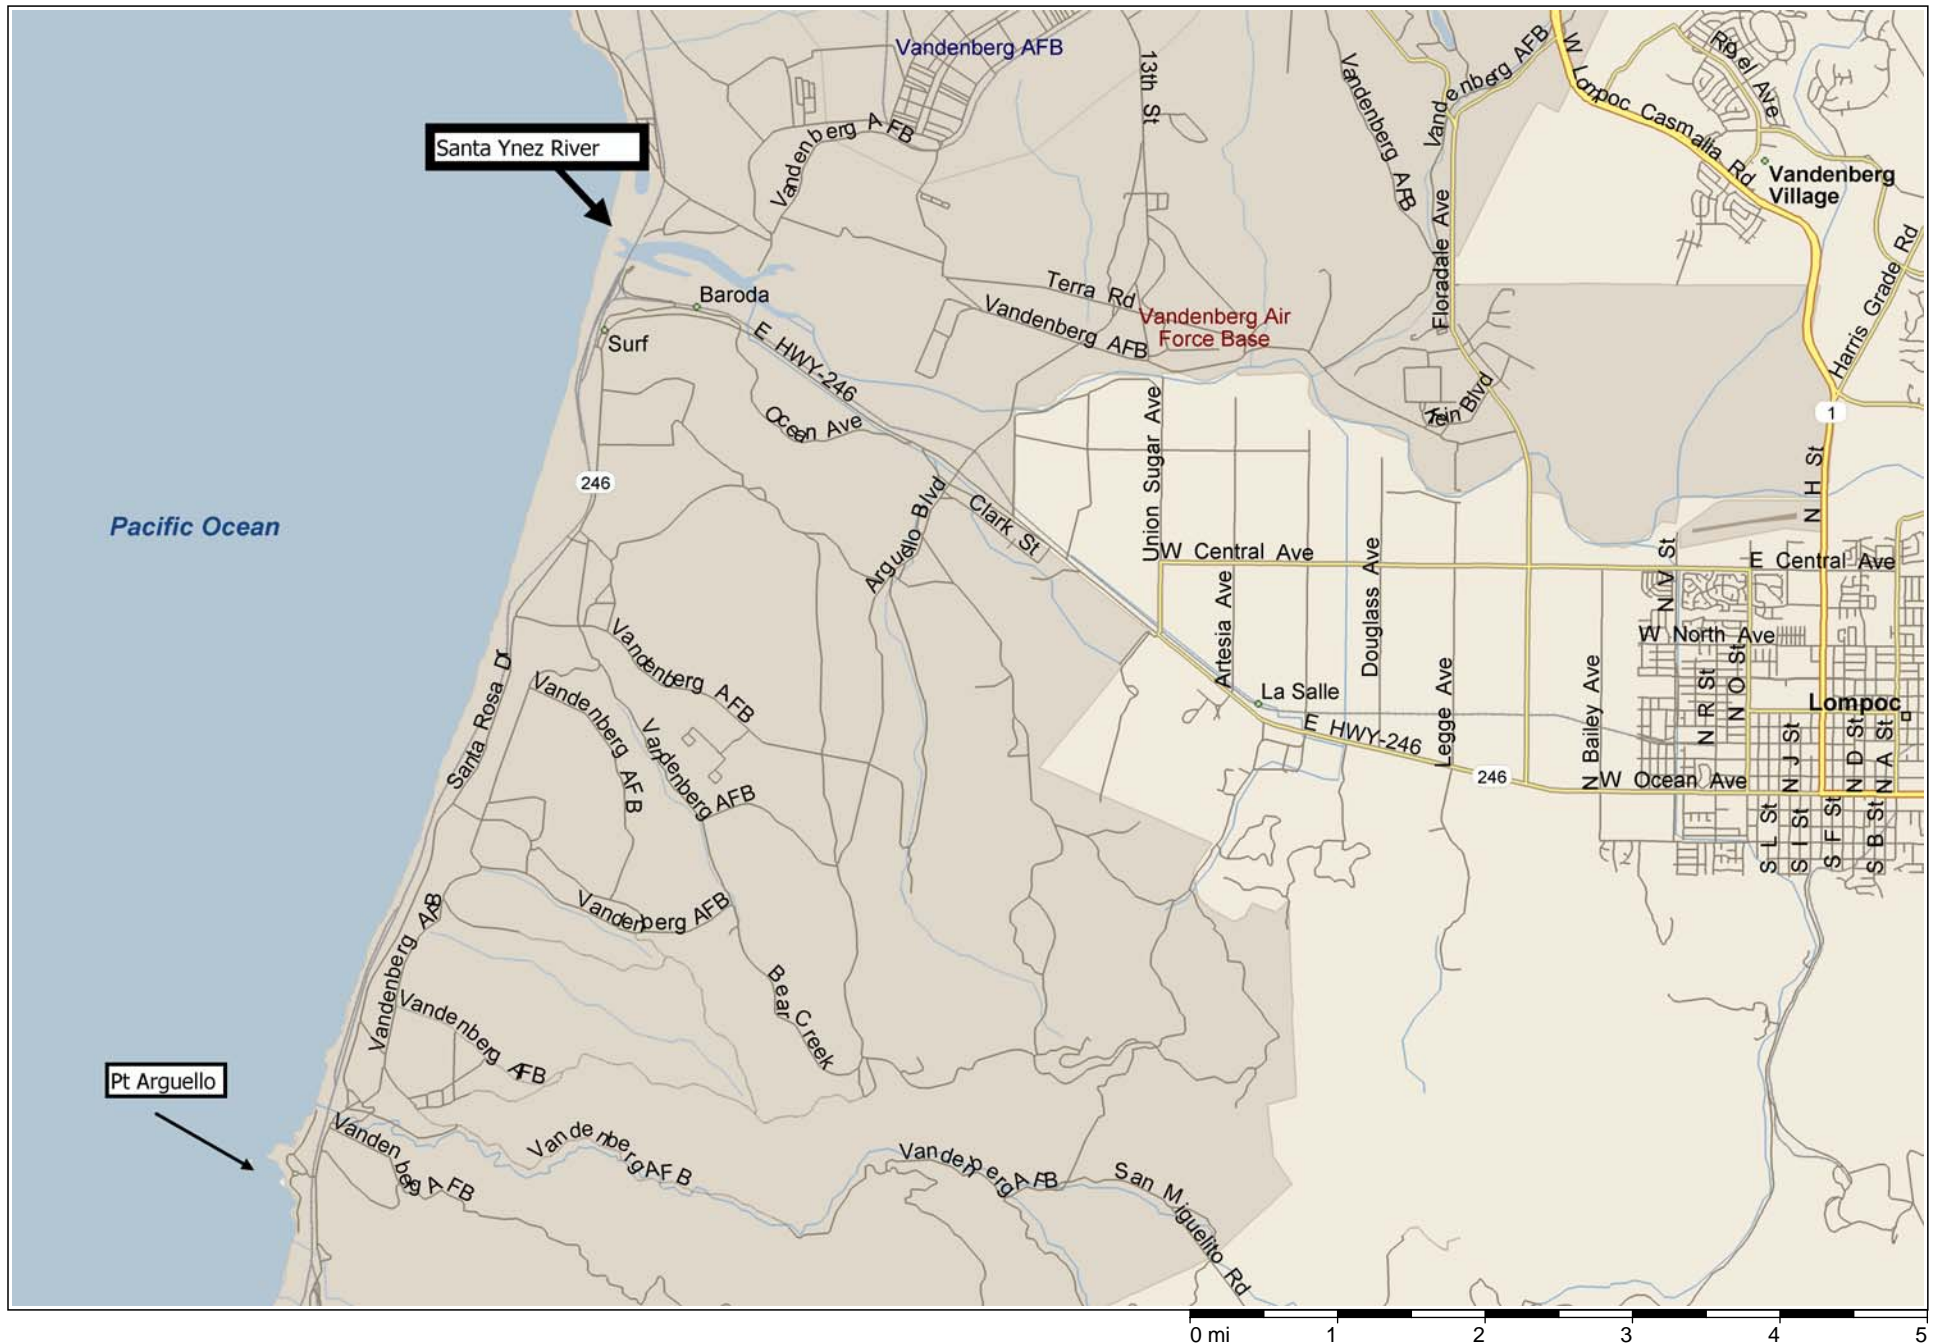 Vandenberg AFB
13th St
Vandenberg AFB
Vandenberg AFB
W Lompoc Casmalia Rd
Rigel Ave
Santa Ynez River
Vandenberg AFB
Vandenberg
Village
Floradale Ave
Harris Grade Rd
Terra Rd
Baroda
Vandenberg AFB
Vandenberg Air
Force Base
Surf
E HWY-246
Ocean Ave
Blvd
1
Union Sugar Ave
N H St
246
Pacific Ocean
Arguello Blvd
Clark St
W Central Ave
E Central Ave
Artesia Ave
Douglass Ave
N V St
W North Ave
Vandenberg AFB
Santa Rosa Dr
Vandenberg AFB
Vandenberg AFB
La Salle
E HWY-246
Legge Ave
N Bailey Ave
N R St
N O St
Lompoc
N J St
N D St
N A St
246
W Ocean Ave
S L St
S I St
S F St
S B St
Vandenberg AFB
Vandenberg AFB
Bear Creek
Vandenberg AFB
Pt Arguello
Vandenberg AFB
Vandenberg AFB
Vandenberg AFB
San Miguelito Rd
0 mi 1 2 3 4 5